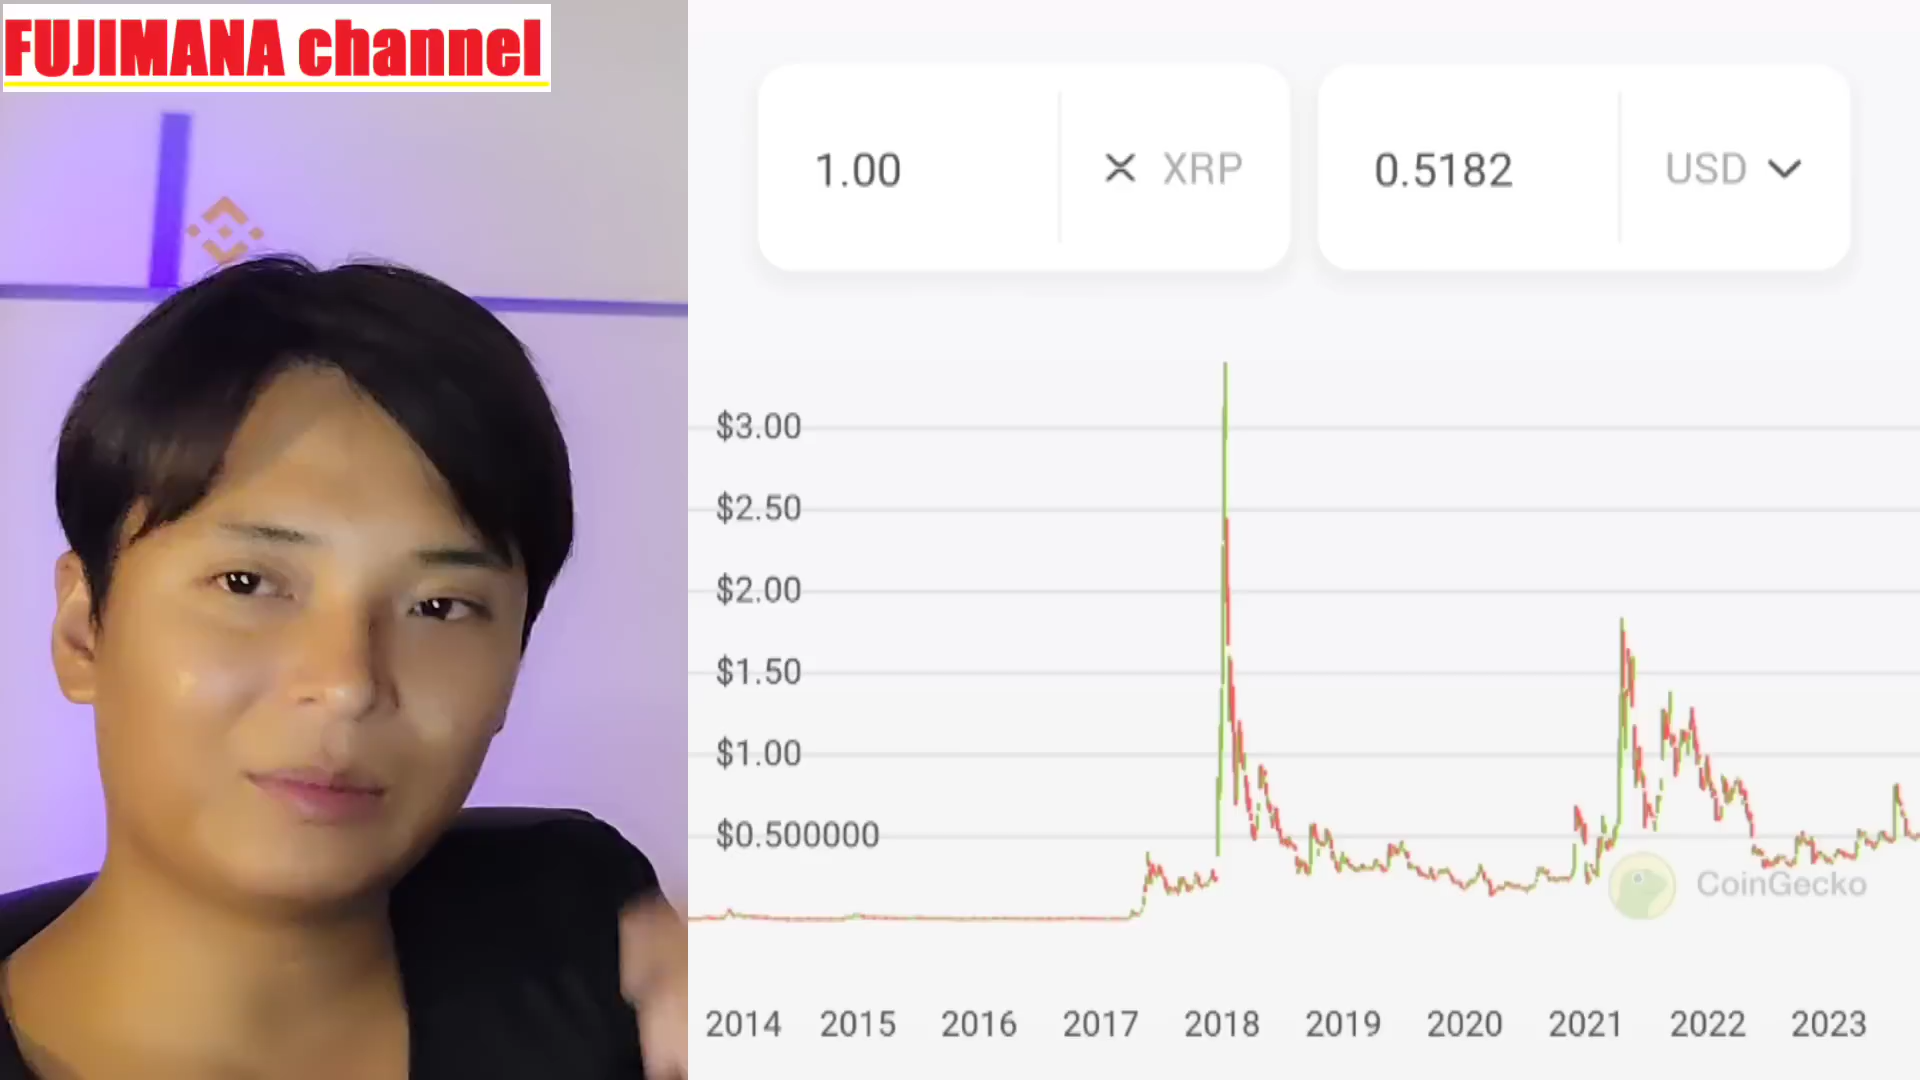 FUJIMANA channel
1.00 XRP 0.5182 USD
$3.00
$2.50
$2.00
$1.50
$1.00
$0.500000
CoinGecko
2014 2015 2016 2017 2018 2019 2020 2021 2022 2023